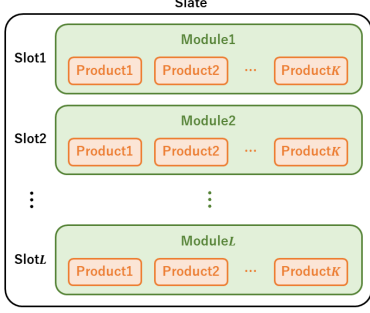 Slate
Module1
Slot1
Product1 Product2 ... Product𝐾
Module2
Slot2
Product1 Product2 ... Product𝐾
⋮ ⋮
Module𝐿
Slot𝐿
Product1 Product2 ... Product𝐾